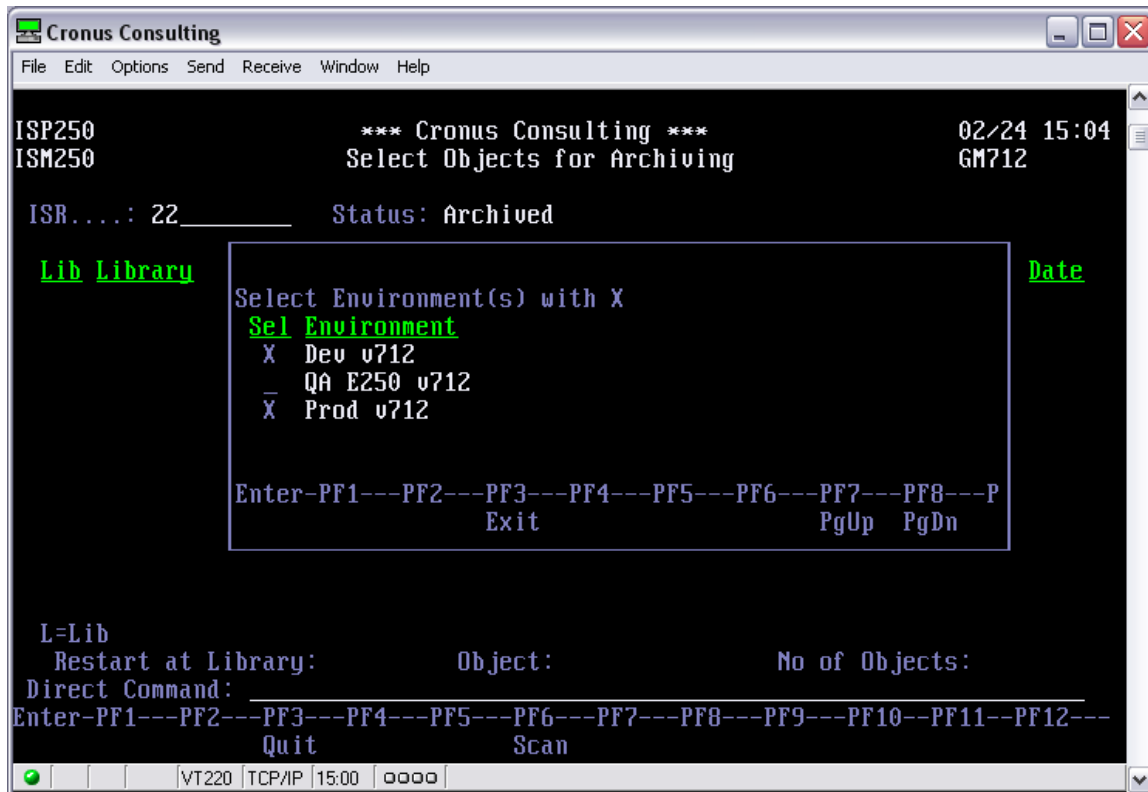 Cronus Consulting
File Edit Options Send Receive Window Help
ISP250 *** Cronus Consulting *** 02/24 15:04
ISM250 Select Objects for Archiving GM712
ISR....: 22_________ Status: Archived
Lib Library Date
Select Environment(s) with X
Sel Environment
X Dev v712
_ QA E250 v712
X Prod v712
Enter-PF1---PF2---PF3---PF4---PF5---PF6---PF7---PF8---P
Exit PgUp PgDn
L=Lib
Restart at Library: Object: No of Objects:
Direct Command: ____________________________________________________________
Enter-PF1---PF2---PF3---PF4---PF5---PF6---PF7---PF8---PF9---PF10--PF11--PF12---
Quit Scan
VT220 TCP/IP 15:00